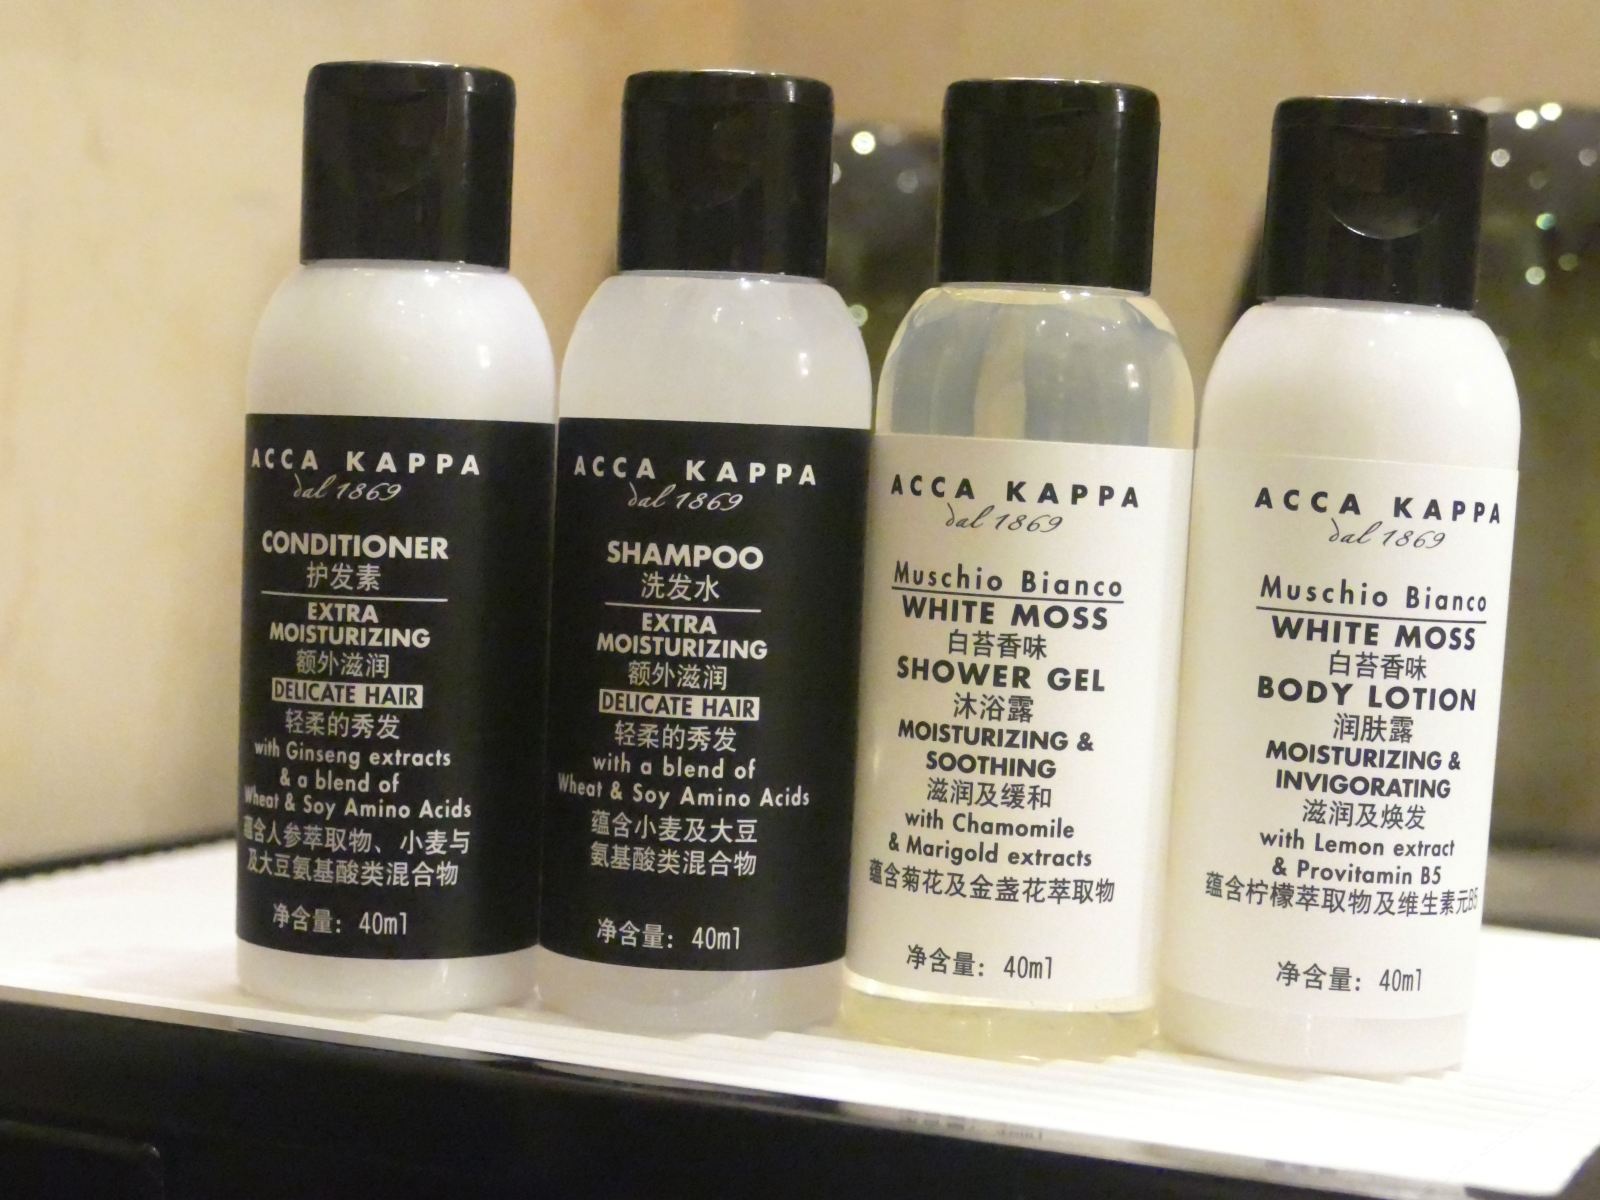 ACCA KAPPA
dal 1869
CONDITIONER
护发素
EXTRA
MOISTURIZING
额外滋润
DELICATE HAIR
轻柔的秀发
with Ginseng extracts
& a blend of
Wheat & Soy Amino Acids
蕴含人参萃取物、小麦与
及大豆氨基酸类混合物
净含量: 40ml
ACCA KAPPA
dal 1869
SHAMPOO
洗发水
EXTRA
MOISTURIZING
额外滋润
DELICATE HAIR
轻柔的秀发
with a blend of
Wheat & Soy Amino Acids
蕴含小麦及大豆
氨基酸类混合物
净含量: 40ml
ACCA KAPPA
dal 1869
Muschio Bianco
WHITE MOSS
白苔香味
SHOWER GEL
沐浴露
MOISTURIZING &
SOOTHING
滋润及缓和
with Chamomile
& Marigold extracts
蕴含菊花及金盏花萃取物
净含量: 40ml
ACCA KAPPA
dal 1869
Muschio Bianco
WHITE MOSS
白苔香味
BODY LOTION
润肤露
MOISTURIZING &
INVIGORATING
滋润及焕发
with Lemon extract
& Provitamin B5
蕴含柠檬萃取物及维生素元B5
净含量: 40ml